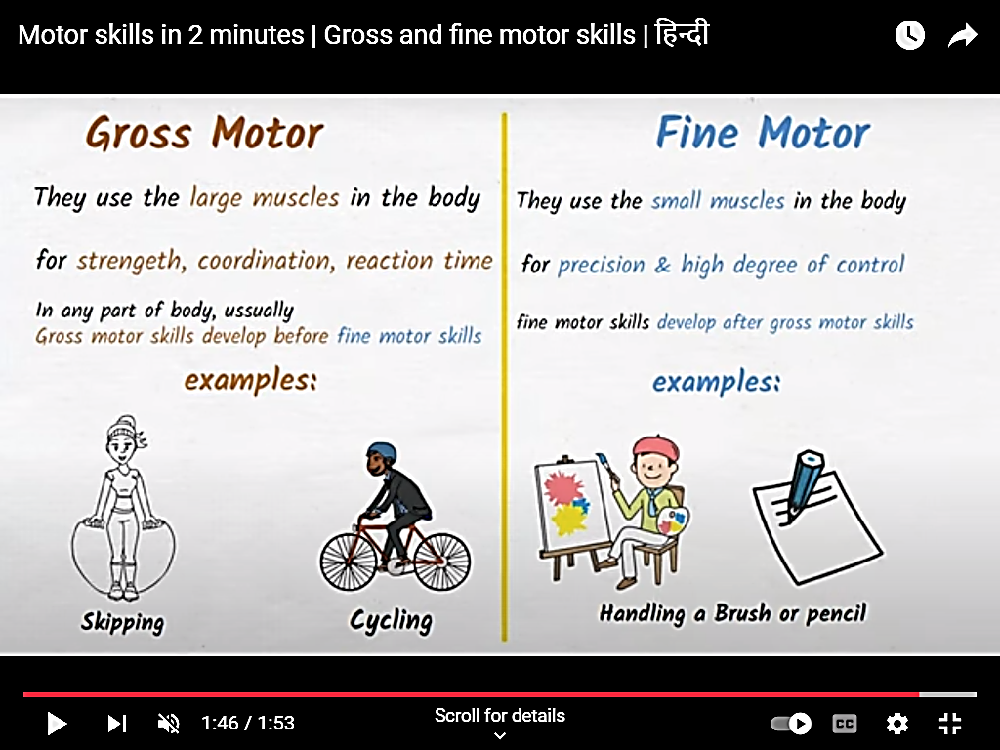 Motor skills in 2 minutes | Gross and fine motor skills | हिन्दी
Gross Motor
They use the large muscles in the body
for strengeth, coordination, reaction time
In any part of body, ussually
Gross motor skills develop before fine motor skills
examples:
Skipping
Cycling
Fine Motor
They use the small muscles in the body
for precision & high degree of control
fine motor skills develop after gross motor skills
examples:
Handling a Brush or pencil
1:46 / 1:53
Scroll for details
CC